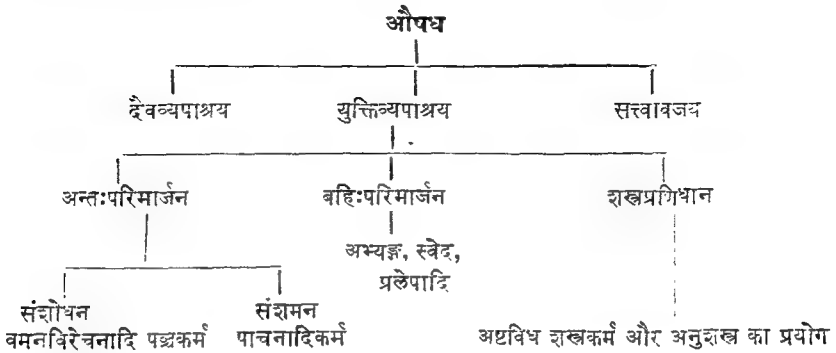 औषध
दैवव्यपाश्रय युक्तिव्यपाश्रय सत्त्वावजय
अन्तःपरिमार्जन बहिःपरिमार्जन शस्त्रप्रणिधान
अभ्यङ्ग, स्वेद,
प्रलेपादि
संशोधन संशमन
वमनविरेचनादि पञ्चकर्म पाचनादिकर्म अष्टविध शस्त्रकर्म और अनुशस्त्र का प्रयोग